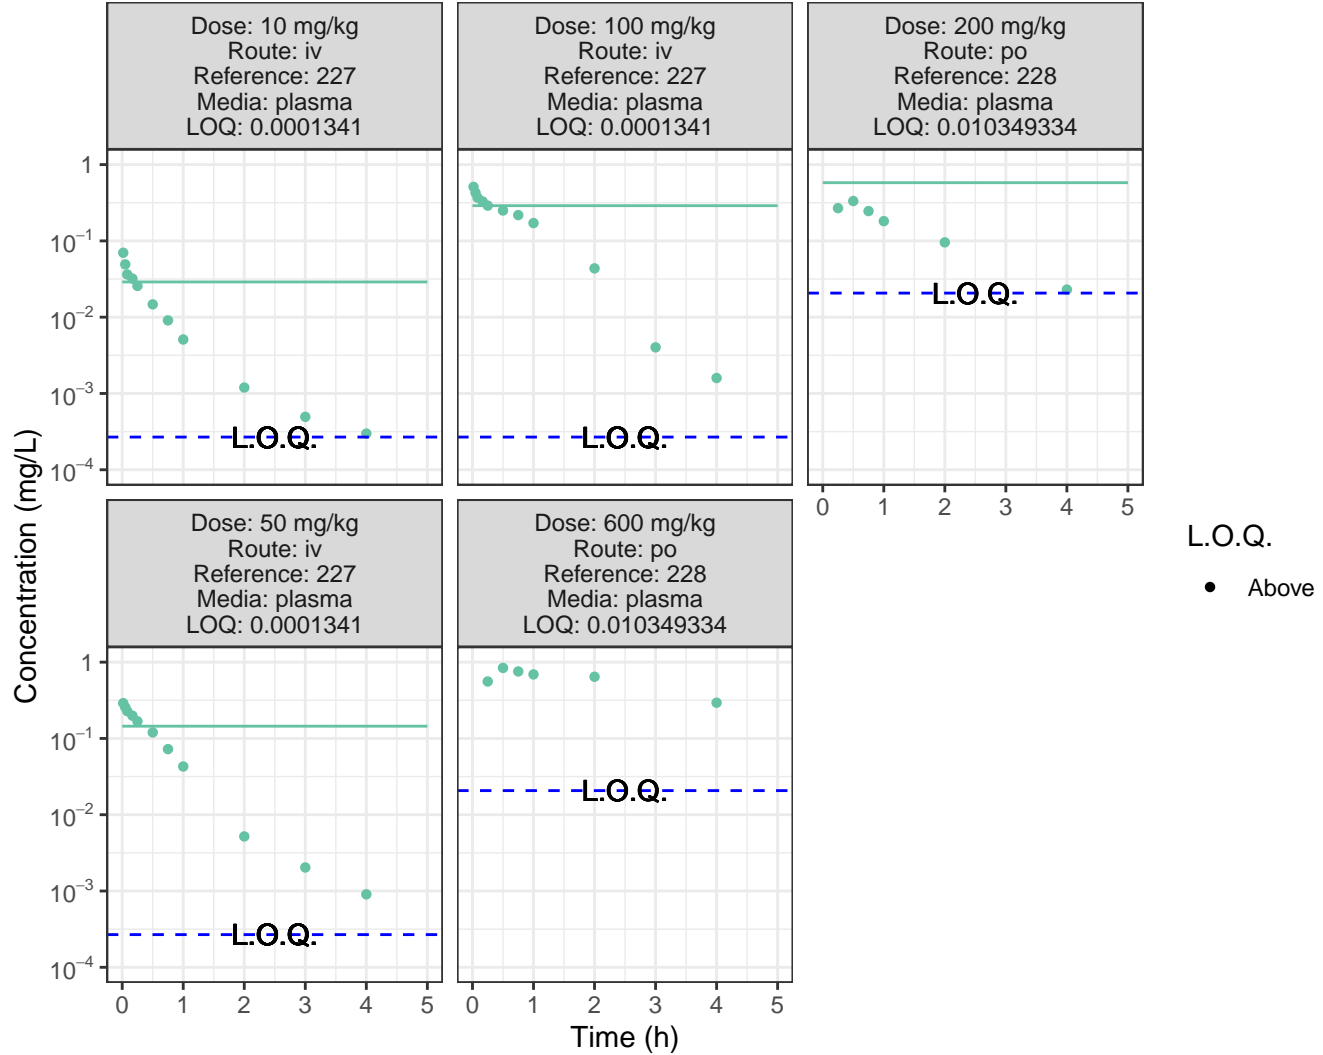 Dose: 10 mg/kg
Route: iv
Reference: 227
Media: plasma
LOQ: 0.0001341
Dose: 100 mg/kg
Route: iv
Reference: 227
Media: plasma
LOQ: 0.0001341
Dose: 200 mg/kg
Route: po
Reference: 228
Media: plasma
LOQ: 0.010349334
1
10⁻¹
10⁻²
10⁻³
10⁻⁴
L.O.Q.
L.O.Q.
L.O.Q.
0 1 2 3 4 5
Dose: 50 mg/kg
Route: iv
Reference: 227
Media: plasma
LOQ: 0.0001341
Dose: 600 mg/kg
Route: po
Reference: 228
Media: plasma
LOQ: 0.010349334
1
10⁻¹
10⁻²
10⁻³
10⁻⁴
L.O.Q.
L.O.Q.
0 1 2 3 4 5
0 1 2 3 4 5
Time (h)
Concentration (mg/L)
L.O.Q.
Above